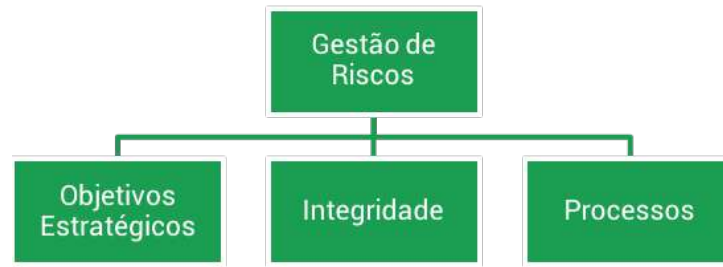 Gestão de
Riscos
Objetivos
Estratégicos
Integridade
Processos